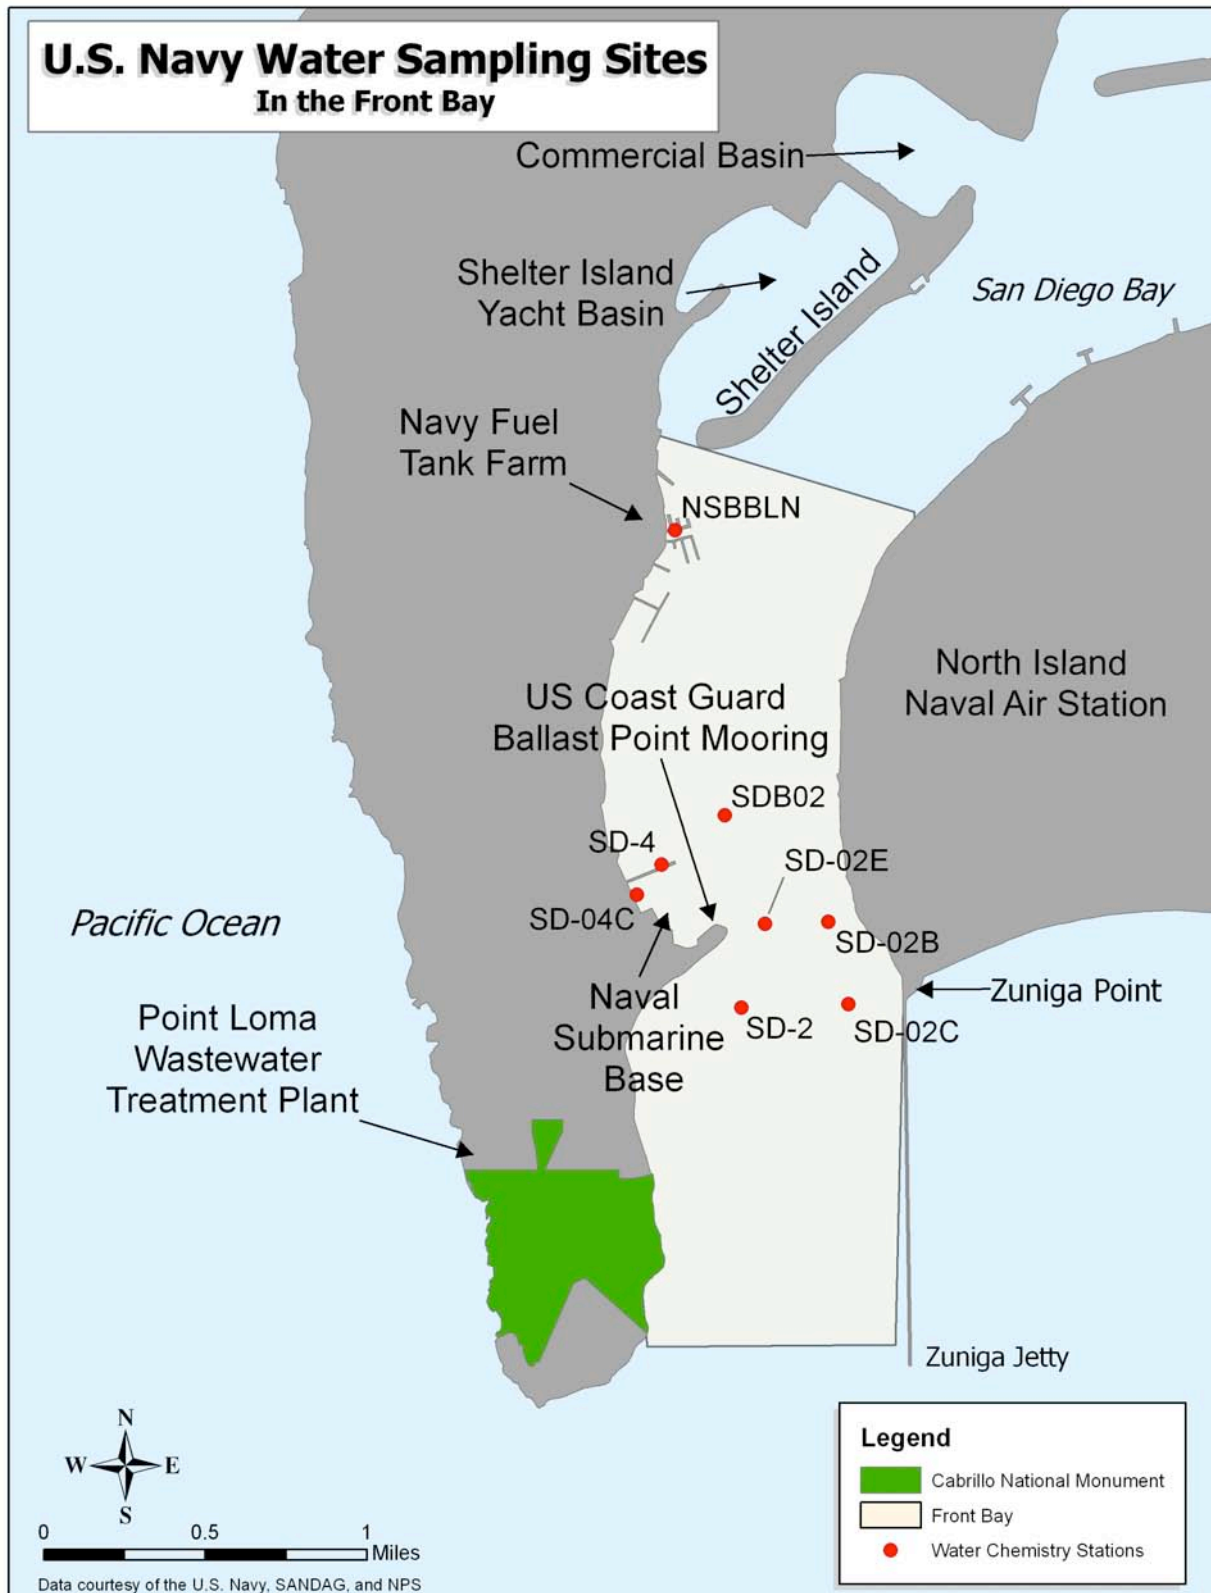 U.S. Navy Water Sampling Sites
In the Front Bay
Commercial Basin
Shelter Island
Yacht Basin
Shelter Island
San Diego Bay
Navy Fuel
Tank Farm
NSBBLN
North Island
Naval Air Station
US Coast Guard
Ballast Point Mooring
SDB02
SD-4
SD-02E
SD-04C
SD-02B
Pacific Ocean
Naval
Submarine
Base
Zuniga Point
SD-2
SD-02C
Point Loma
Wastewater
Treatment Plant
Zuniga Jetty
N
W E
S
0 0.5 1
Miles
Data courtesy of the U.S. Navy, SANDAG, and NPS
Legend
Cabrillo National Monument
Front Bay
Water Chemistry Stations